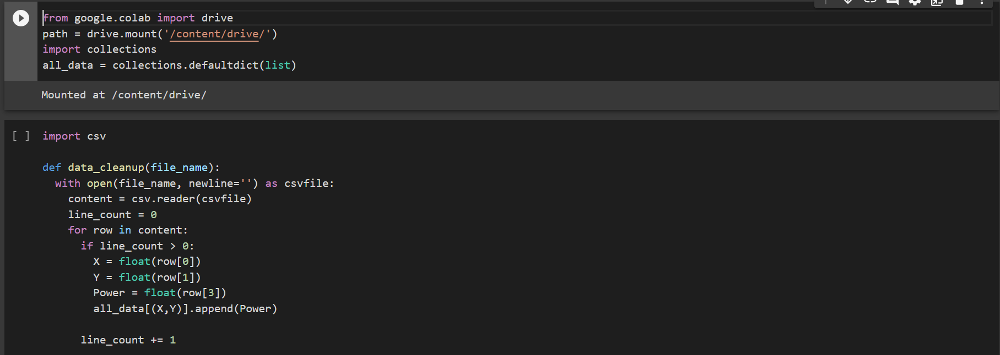 from google.colab import drive
path = drive.mount('/content/drive/')
import collections
all_data = collections.defaultdict(list)
Mounted at /content/drive/
[ ] import csv
def data_cleanup(file_name):
  with open(file_name, newline='') as csvfile:
    content = csv.reader(csvfile)
    line_count = 0
    for row in content:
      if line_count > 0:
        X = float(row[0])
        Y = float(row[1])
        Power = float(row[3])
        all_data[(X,Y)].append(Power)
      line_count += 1